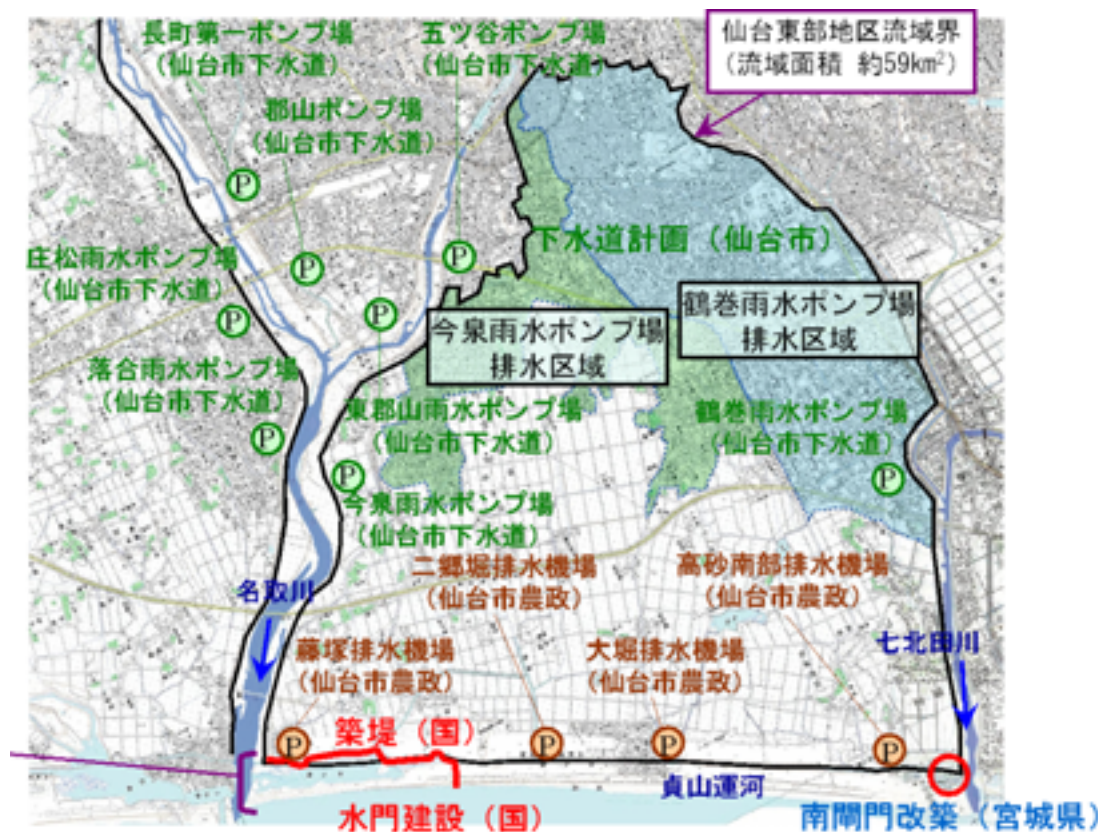 長町第一ポンプ場
(仙台市下水道)
五ツ谷ポンプ場
(仙台市下水道)
仙台東部地区流域界
(流域面積 約59km²)
郡山ポンプ場
(仙台市下水道)
P
下水道計画(仙台市)
庄松雨水ポンプ場
(仙台市下水道)
P
P
P
P
今泉雨水ポンプ場
排水区域
鶴巻雨水ポンプ場
排水区域
落合雨水ポンプ場
(仙台市下水道)
P
東郡山雨水ポンプ場
(仙台市下水道)
鶴巻雨水ポンプ場
(仙台市下水道)
P
P
今泉雨水ポンプ場
(仙台市下水道)
二郷堀排水機場
(仙台市農政)
高砂南部排水機場
(仙台市農政)
名取川
藤塚排水機場
(仙台市農政)
大堀排水機場
(仙台市農政)
七北田川
P
築堤(国)
P
P
P
貞山運河
水門建設(国)
南閘門改築(宮城県)